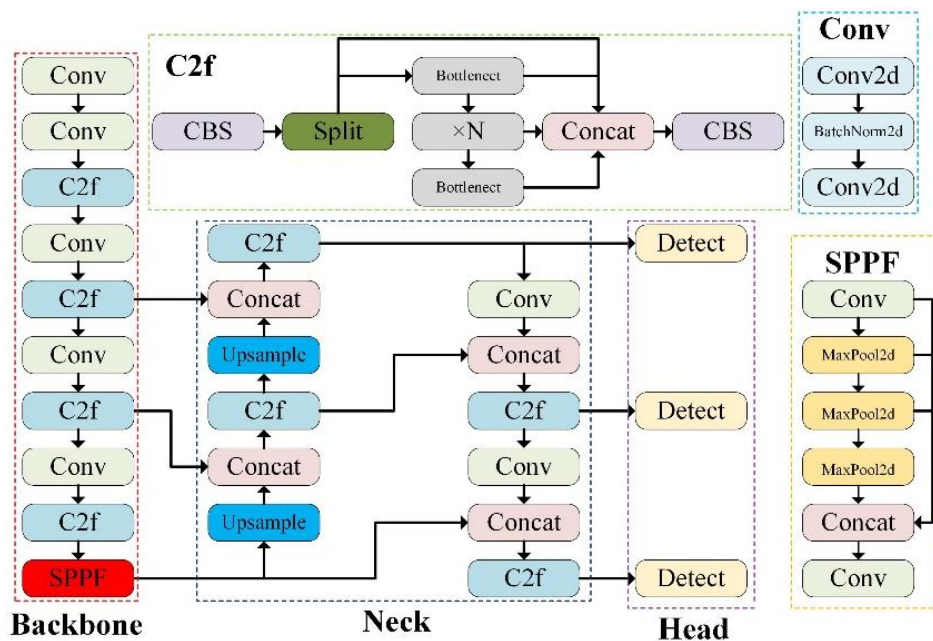 Conv
Conv
C2f
Conv
C2f
Conv
C2f
Conv
C2f
SPPF
Backbone
C2f
CBS
Split
Bottlenect
×N
Bottlenect
Concat
CBS
Conv
Conv2d
BatchNorm2d
Conv2d
C2f
Concat
Upsample
C2f
Concat
Upsample
Conv
Concat
C2f
Conv
Concat
C2f
Neck
Detect
Detect
Detect
Head
SPPF
Conv
MaxPool2d
MaxPool2d
MaxPool2d
Concat
Conv